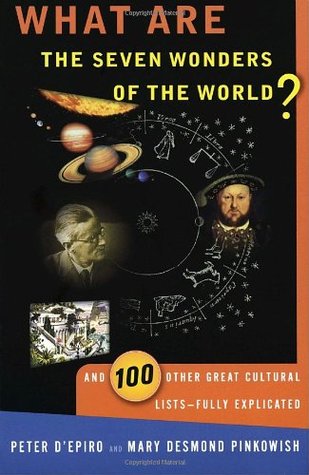 WHAT ARE
THE SEVEN WONDERS
OF THE WORLD?
AND 100 OTHER GREAT CULTURAL
LISTS—FULLY EXPLICATED
PETER D'EPIRO AND MARY DESMOND PINKOWISH